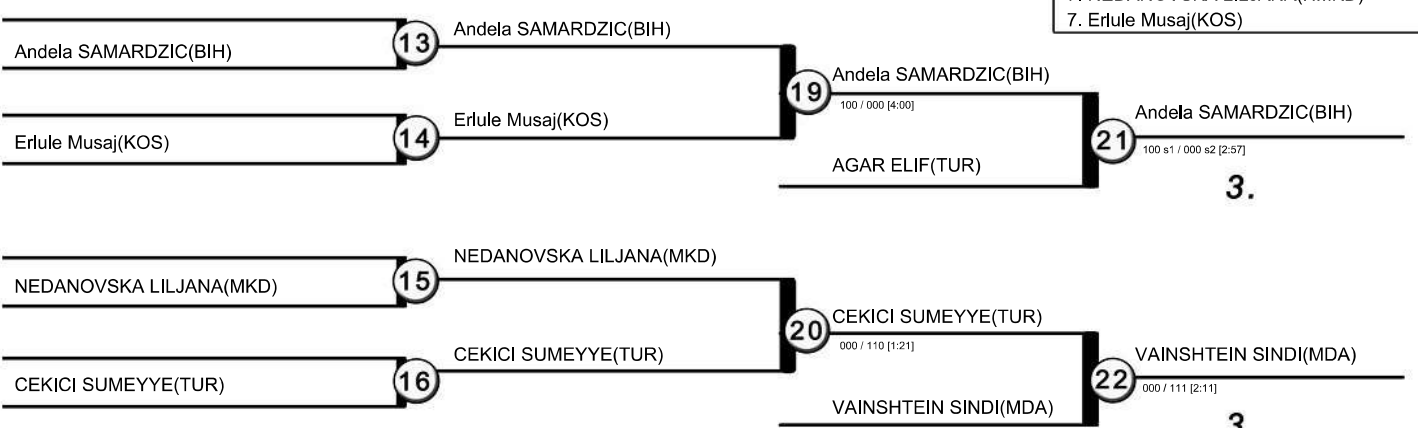 7. Erlule Musaj(KOS)
Andela SAMARDZIC(BIH)
13
Andela SAMARDZIC(BIH)
Erlule Musaj(KOS)
14
Erlule Musaj(KOS)
19
Andela SAMARDZIC(BIH)
100 / 000 [4:00]
AGAR ELIF(TUR)
21
Andela SAMARDZIC(BIH)
100 s1 / 000 s2 [2:57]
3.
NEDANOVSKA LILJANA(MKD)
15
NEDANOVSKA LILJANA(MKD)
CEKICI SUMEYYE(TUR)
16
CEKICI SUMEYYE(TUR)
20
CEKICI SUMEYYE(TUR)
000 / 110 [1:21]
VAINSHTEIN SINDI(MDA)
22
VAINSHTEIN SINDI(MDA)
000 / 111 [2:11]
3